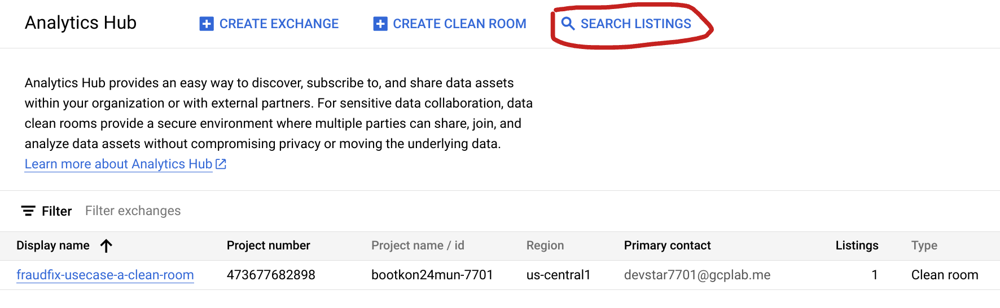 Analytics Hub CREATE EXCHANGE CREATE CLEAN ROOM SEARCH LISTINGS
Analytics Hub provides an easy way to discover, subscribe to, and share data assets
within your organization or with external partners. For sensitive data collaboration, data
clean rooms provide a secure environment where multiple parties can share, join, and
analyze data assets without compromising privacy or moving the underlying data.
Learn more about Analytics Hub
Filter Filter exchanges
Display name Project number Project name / id Region Primary contact Listings Type
fraudfix-usecase-a-clean-room 473677682898 bootkon24mun-7701 us-central1 devstar7701@gcplab.me 1 Clean room